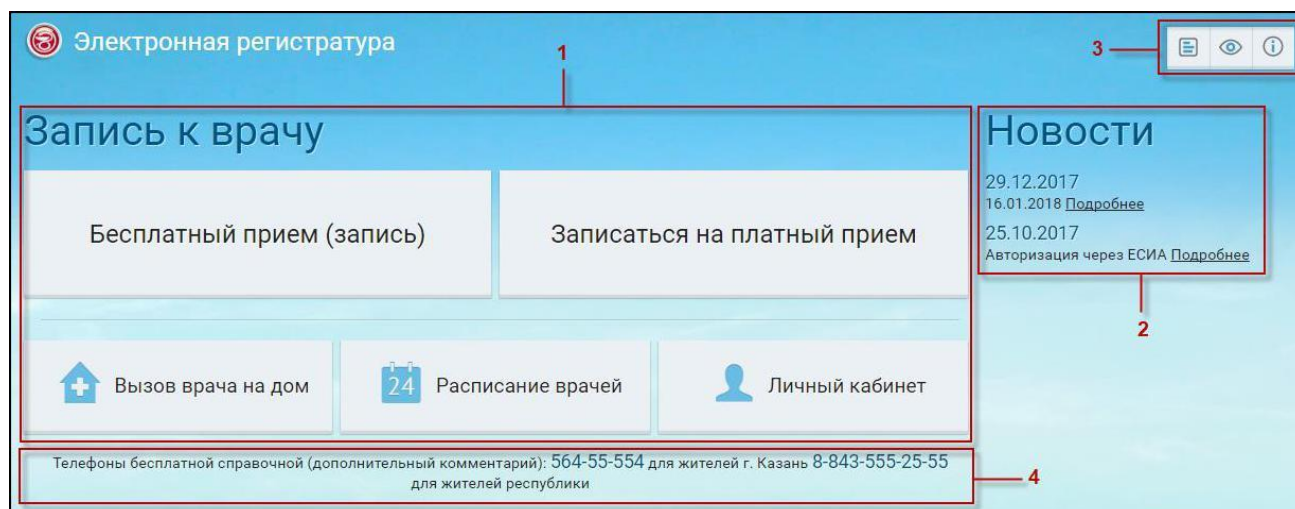 Электронная регистратура
1
3
Запись к врачу
Новости
29.12.2017
16.01.2018 Подробнее
25.10.2017
Авторизация через ЕСИА Подробнее
Бесплатный прием (запись)
Записаться на платный прием
2
Вызов врача на дом
24
Расписание врачей
Личный кабинет
Телефоны бесплатной справочной (дополнительный комментарий): 564-55-554 для жителей г. Казань 8-843-555-25-55
для жителей республики
4